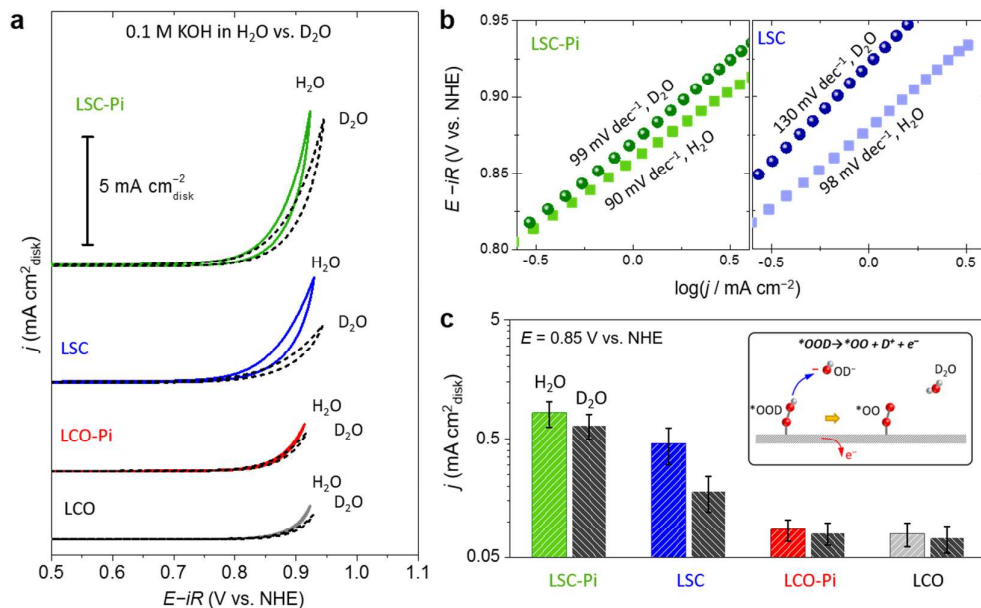 a
0.1 M KOH in H₂O vs. D₂O
LSC-Pi
H₂O
D₂O
5 mA cm⁻²disk
LSC
H₂O
D₂O
LCO-Pi
H₂O
D₂O
LCO
H₂O
D₂O
j (mA cm²disk)
0.5 0.6 0.7 0.8 0.9 1.0 1.1
E−iR (V vs. NHE)
b
E−iR (V vs. NHE)
0.95
0.90
0.85
0.80
LSC-Pi
99 mV dec⁻¹, D₂O
90 mV dec⁻¹, H₂O
LSC
130 mV dec⁻¹, D₂O
98 mV dec⁻¹, H₂O
-0.5 0.0 0.5 -0.5 0.0 0.5
log(j / mA cm⁻²)
c
j (mA cm²disk)
5
0.5
0.05
E = 0.85 V vs. NHE
H₂O
D₂O
*OOD→*OO + D⁺ + e⁻
OD⁻
D₂O
*OOD
*OO
e⁻
LSC-Pi LSC LCO-Pi LCO